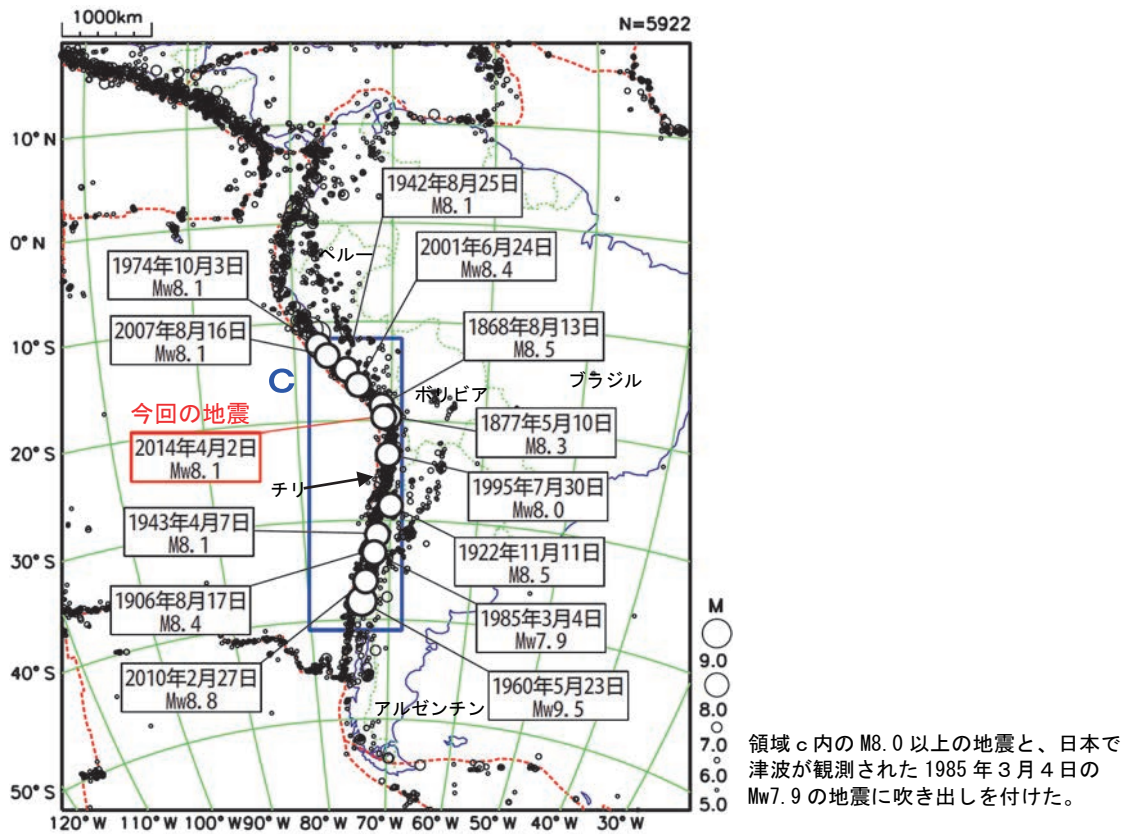 1000km
N=5922
10°N
0°N
10°S
20°S
30°S
40°S
50°S
120°W
110°W
100°W
90°W
80°W
70°W
60°W
50°W
40°W
30°W
1942年8月25日
M8.1
2001年6月24日
Mw8.4
ペルー
1974年10月3日
Mw8.1
2007年8月16日
Mw8.1
1868年8月13日
M8.5
C
ボリビア
ブラジル
今回の地震
2014年4月2日
Mw8.1
1877年5月10日
M8.3
チリ
1995年7月30日
Mw8.0
1943年4月7日
M8.1
1922年11月11日
M8.5
1906年8月17日
M8.4
1985年3月4日
Mw7.9
2010年2月27日
Mw8.8
1960年5月23日
Mw9.5
アルゼンチン
M
9.0
8.0
7.0
6.0
5.0
領域c内のM8.0以上の地震と、日本で
津波が観測された1985年3月4日の
Mw7.9の地震に吹き出しを付けた。